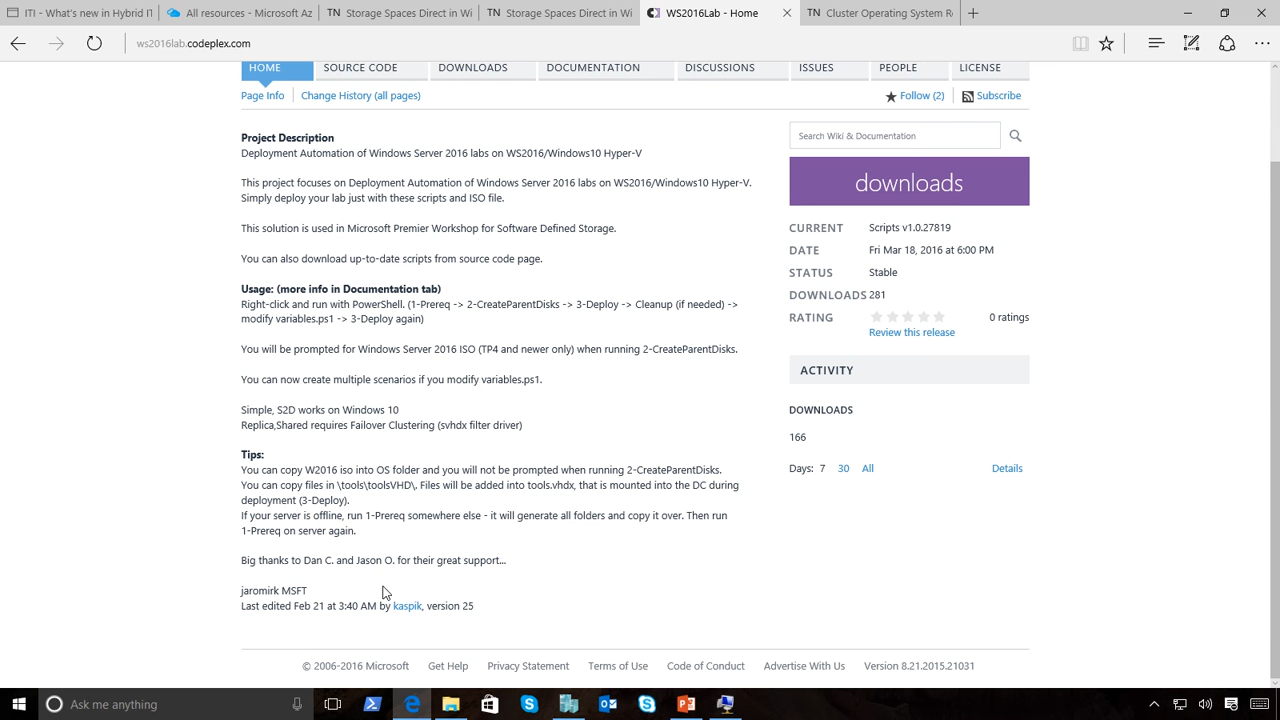 ITI - What's new in Hybrid IT
All resources - Microsoft Az
Storage Spaces Direct in Wi
Storage Spaces Direct in Wi
WS2016Lab - Home
Cluster Operating System R
ws2016lab.codeplex.com
HOME SOURCE CODE DOWNLOADS DOCUMENTATION DISCUSSIONS ISSUES PEOPLE LICENSE
Page Info Change History (all pages) Follow (2) Subscribe
Project Description
Deployment Automation of Windows Server 2016 labs on WS2016/Windows10 Hyper-V
This project focuses on Deployment Automation of Windows Server 2016 labs on WS2016/Windows10 Hyper-V.
Simply deploy your lab just with these scripts and ISO file.
This solution is used in Microsoft Premier Workshop for Software Defined Storage.
You can also download up-to-date scripts from source code page.
Usage: (more info in Documentation tab)
Right-click and run with PowerShell. (1-Prereq -> 2-CreateParentDisks -> 3-Deploy -> Cleanup (if needed) ->
modify variables.ps1 -> 3-Deploy again)
You will be prompted for Windows Server 2016 ISO (TP4 and newer only) when running 2-CreateParentDisks.
You can now create multiple scenarios if you modify variables.ps1.
Simple, S2D works on Windows 10
Replica,Shared requires Failover Clustering (svhdx filter driver)
Tips:
You can copy W2016 iso into OS folder and you will not be prompted when running 2-CreateParentDisks.
You can copy files in \tools\toolsVHD\. Files will be added into tools.vhdx, that is mounted into the DC during
deployment (3-Deploy).
If your server is offline, run 1-Prereq somewhere else - it will generate all folders and copy it over. Then run
1-Prereq on server again.
Big thanks to Dan C. and Jason O. for their great support...
jaromirk MSFT
Last edited Feb 21 at 3:40 AM by kaspik, version 25
Search Wiki & Documentation
downloads
CURRENT Scripts v1.0.27819
DATE Fri Mar 18, 2016 at 6:00 PM
STATUS Stable
DOWNLOADS 281
RATING 0 ratings
Review this release
ACTIVITY
DOWNLOADS
166
Days: 7 30 All Details
© 2006-2016 Microsoft Get Help Privacy Statement Terms of Use Code of Conduct Advertise With Us Version 8.21.2015.21031
Ask me anything